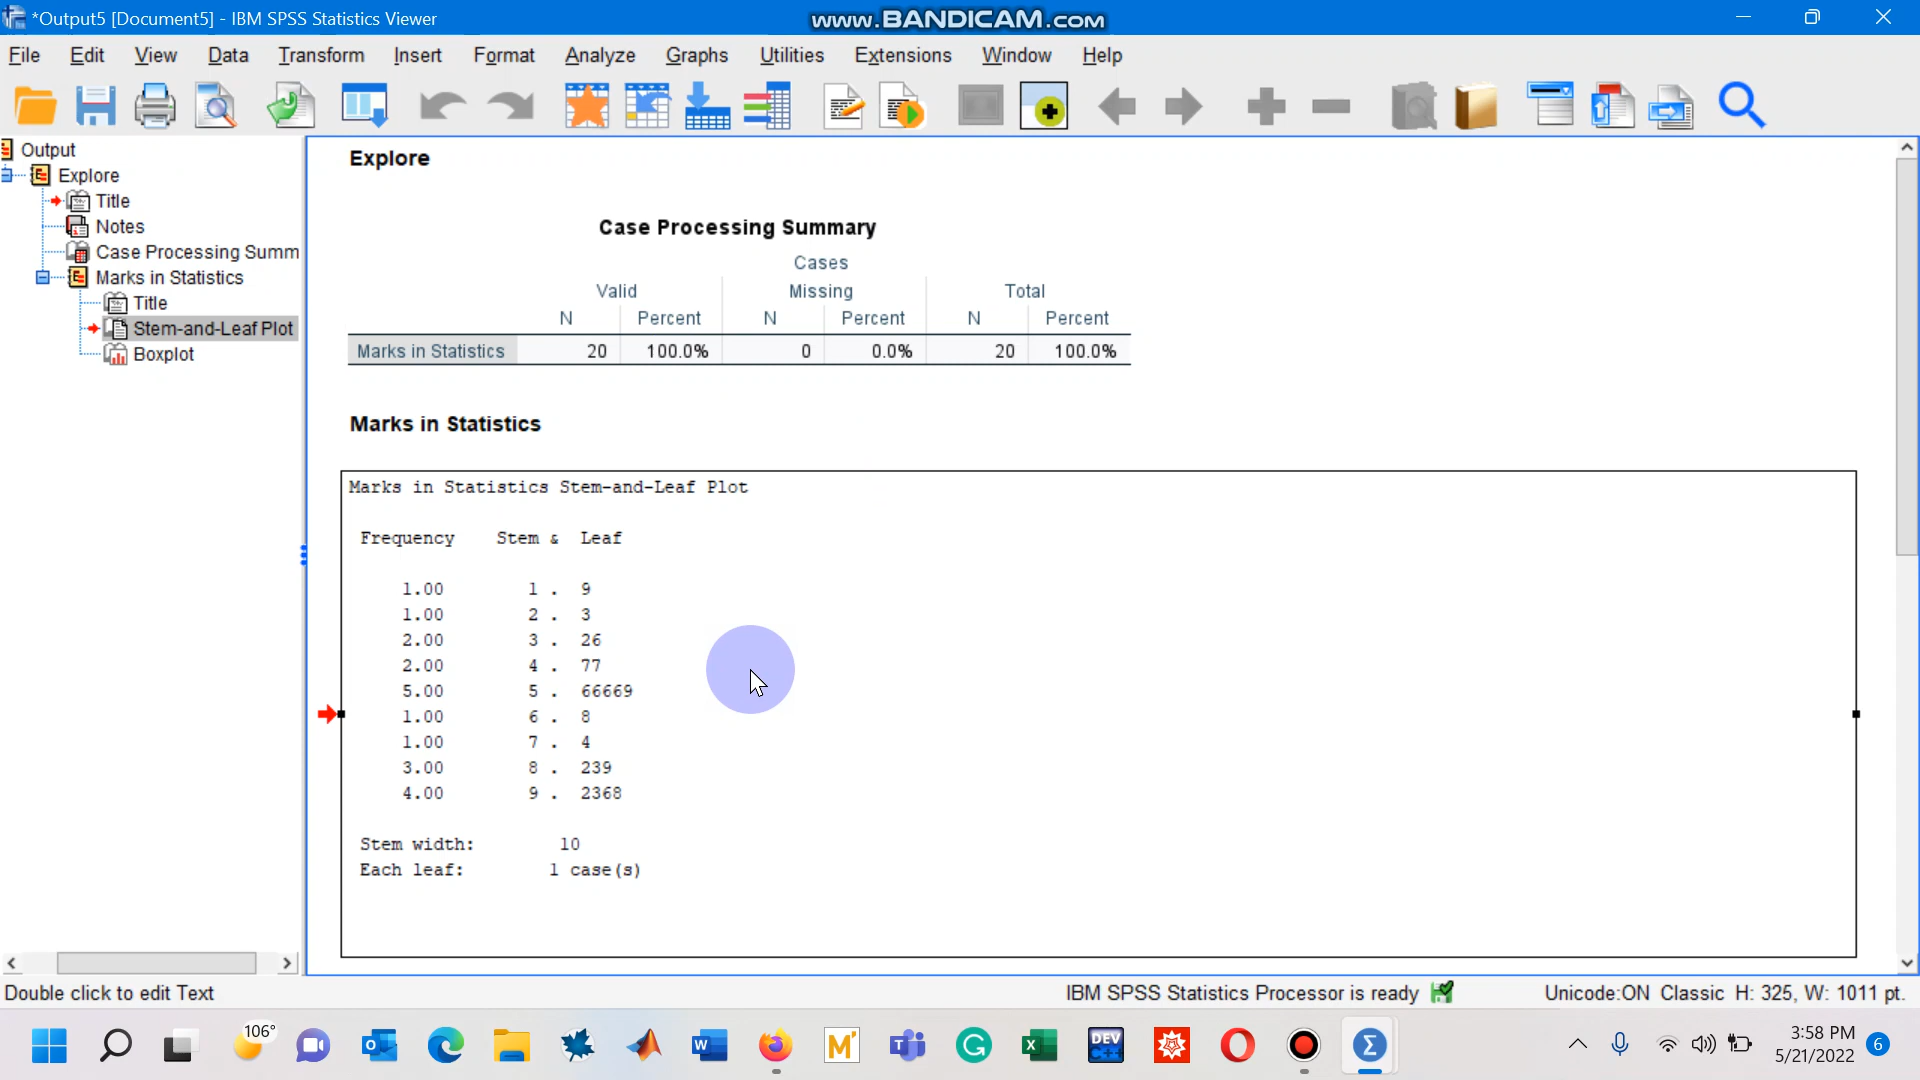 *Output5 [Document5] - IBM SPSS Statistics Viewer
www.BANDICAM.com
File Edit View Data Transform Insert Format Analyze Graphs Utilities Extensions Window Help
Output
Explore
Title
Notes
Case Processing Summ
Marks in Statistics
Title
Stem-and-Leaf Plot
Boxplot
Explore
Case Processing Summary
Cases
Valid Missing Total
N Percent N Percent N Percent
Marks in Statistics 20 100.0% 0 0.0% 20 100.0%
Marks in Statistics
Marks in Statistics Stem-and-Leaf Plot
Frequency Stem & Leaf
1.00 1 . 9
1.00 2 . 3
2.00 3 . 26
2.00 4 . 77
5.00 5 . 66669
1.00 6 . 8
1.00 7 . 4
3.00 8 . 239
4.00 9 . 2368
Stem width: 10
Each leaf: 1 case(s)
Double click to edit Text
IBM SPSS Statistics Processor is ready
Unicode:ON Classic H: 325, W: 1011 pt.
106°
DEV
C++
3:58 PM
5/21/2022
6